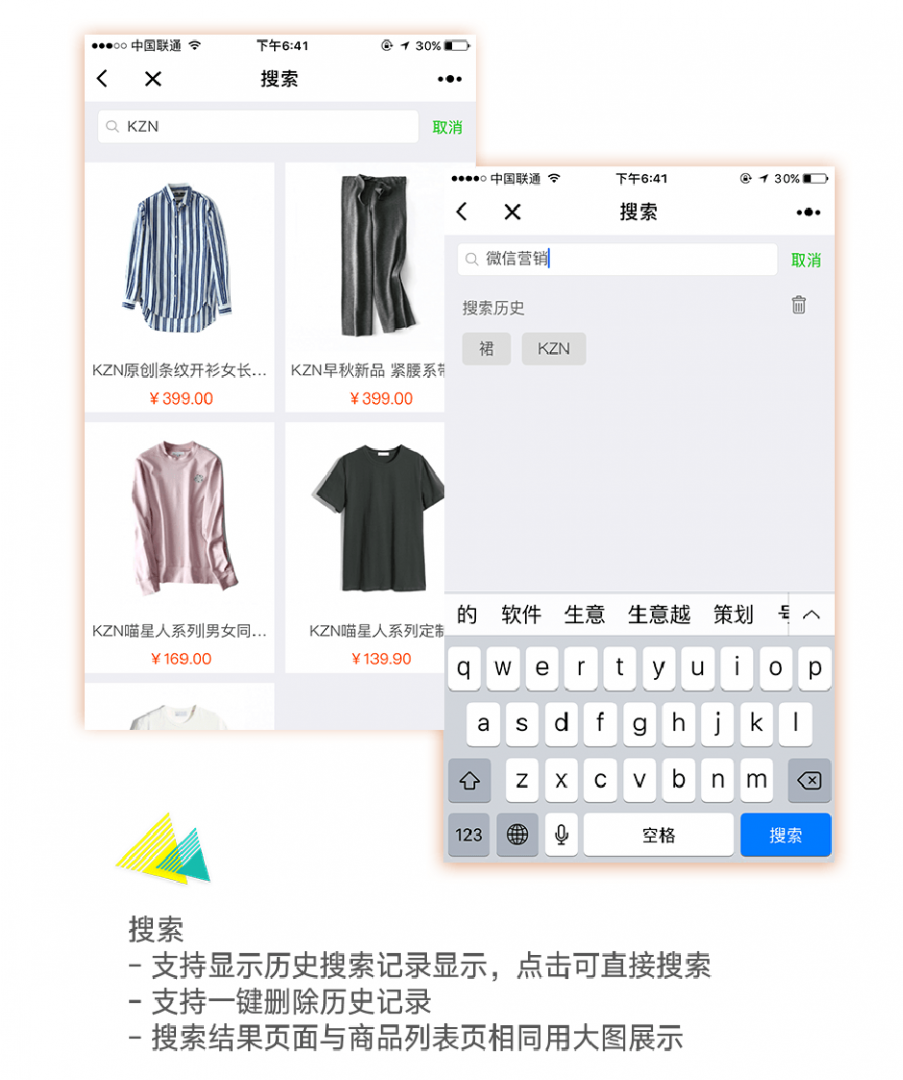 中国联通 下午6:41 30%
搜索
KZN 取消
KZN原创|条纹开衫女长...
¥399.00
KZN早秋新品 紧腰系带
¥399.00
KZN喵星人系列|男女同...
¥169.00
KZN喵星人系列定制
¥139.90
中国联通 下午6:41 30%
搜索
微信营销 取消
搜索历史
裙 KZN
的 软件 生意 生意越 策划
q w e r t y u i o p
a s d f g h j k l
z x c v b n m
123 空格 搜索
搜索
- 支持显示历史搜索记录显示，点击可直接搜索
- 支持一键删除历史记录
- 搜索结果页面与商品列表页相同用大图展示